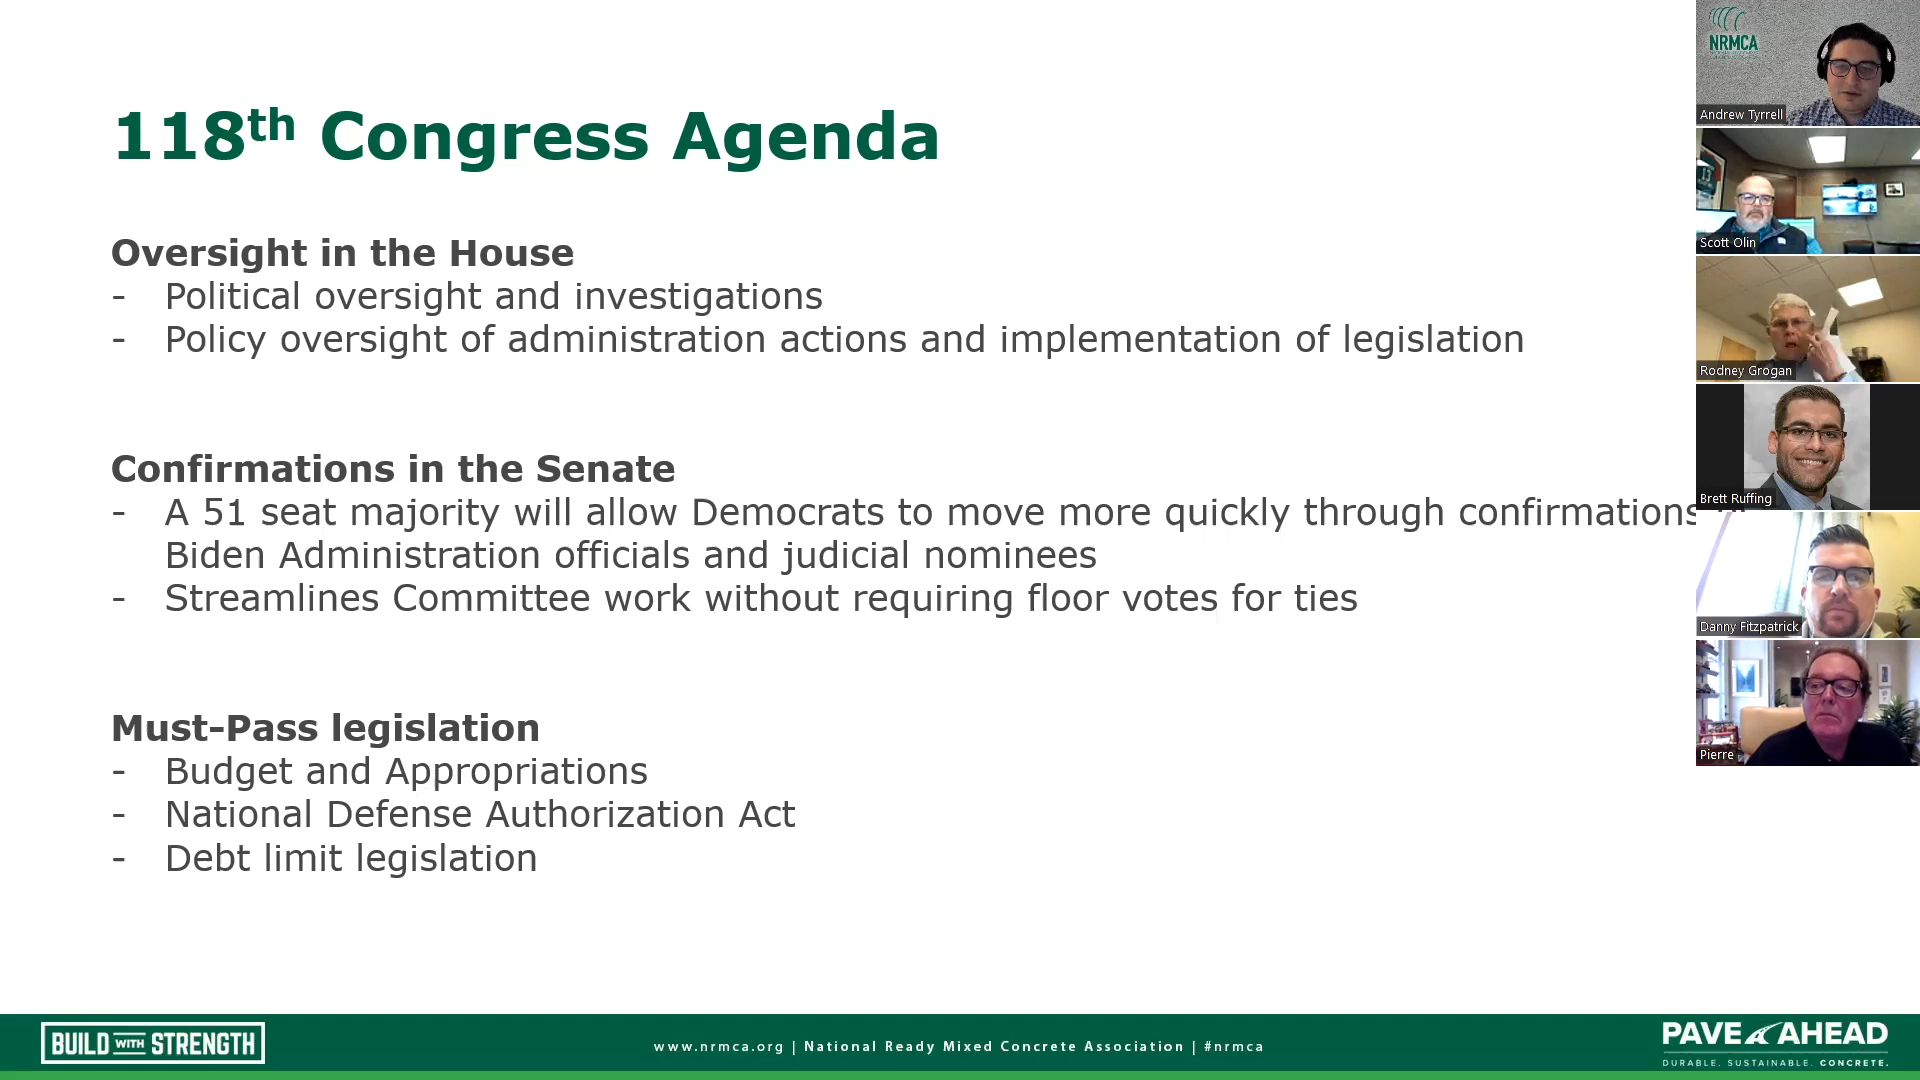 118th Congress Agenda
Oversight in the House
- Political oversight and investigations
- Policy oversight of administration actions and implementation of legislation
Confirmations in the Senate
- A 51 seat majority will allow Democrats to move more quickly through confirmations
Biden Administration officials and judicial nominees
- Streamlines Committee work without requiring floor votes for ties
Must-Pass legislation
- Budget and Appropriations
- National Defense Authorization Act
- Debt limit legislation
NRMCA
Andrew Tyrrell
Scott Olin
Rodney Grogan
Brett Ruffing
Danny Fitzpatrick
Pierre
BUILD WITH STRENGTH
www.nrmca.org | National Ready Mixed Concrete Association | #nrmca
PAVE AHEAD
DURABLE. SUSTAINABLE. CONCRETE.